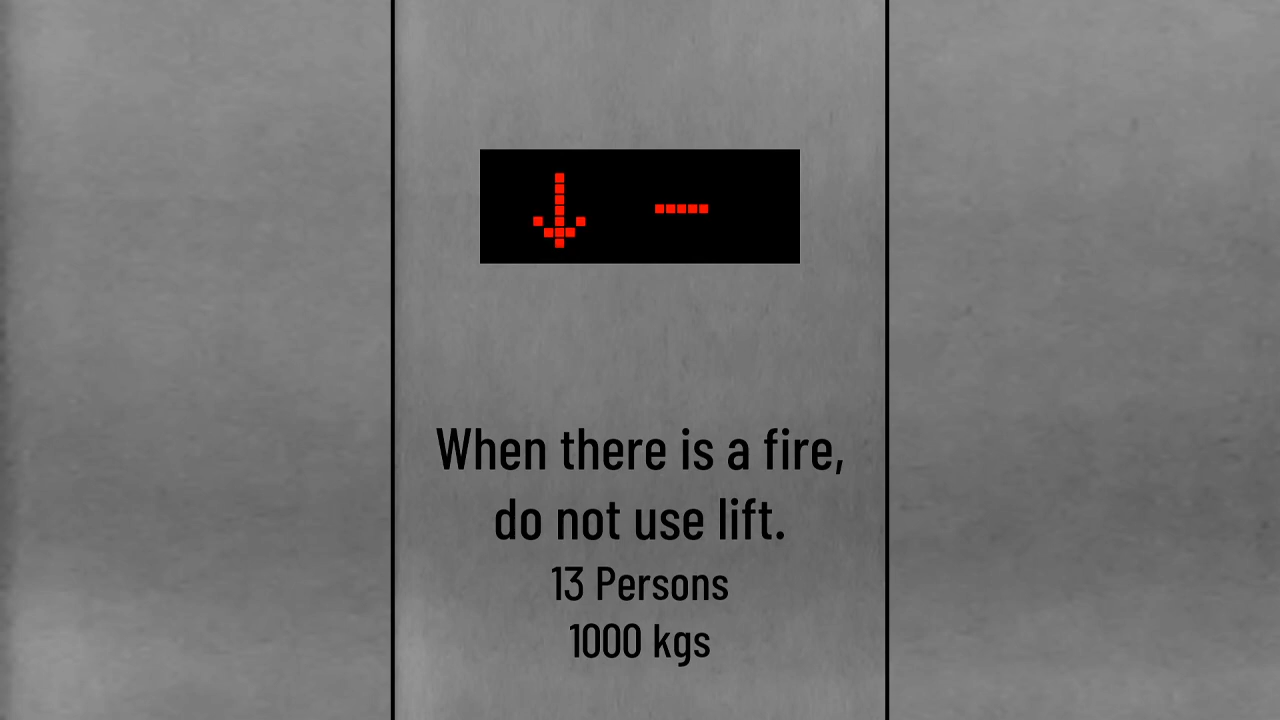 When there is a fire,
do not use lift.
13 Persons
1000 kgs